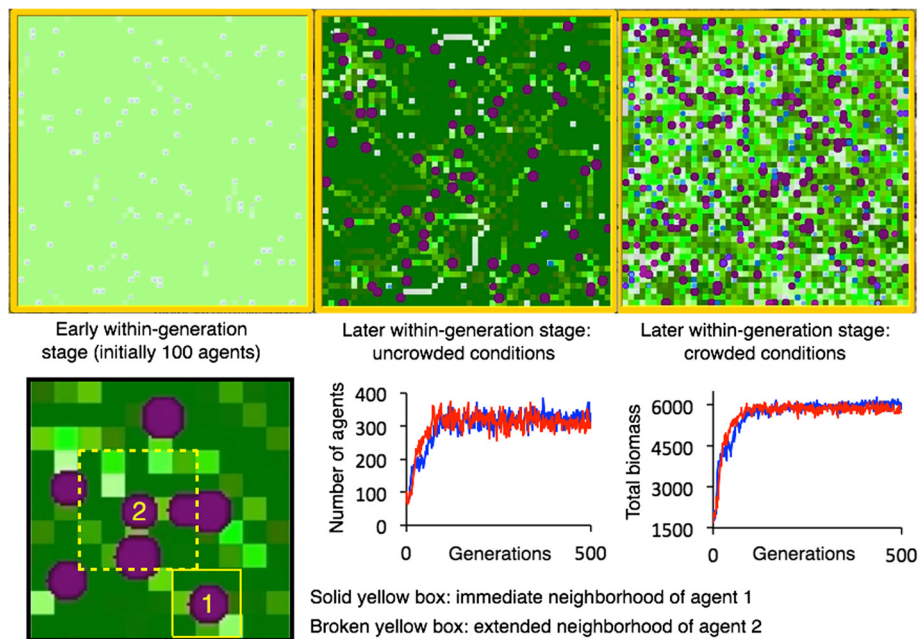 Early within-generation
stage (initially 100 agents)
Later within-generation stage:
uncrowded conditions
Later within-generation stage:
crowded conditions
2
1
Number of agents
400
300
200
100
0
0
Generations
500
Total biomass
6000
4500
3000
1500
0
Generations
500
Solid yellow box: immediate neighborhood of agent 1
Broken yellow box: extended neighborhood of agent 2